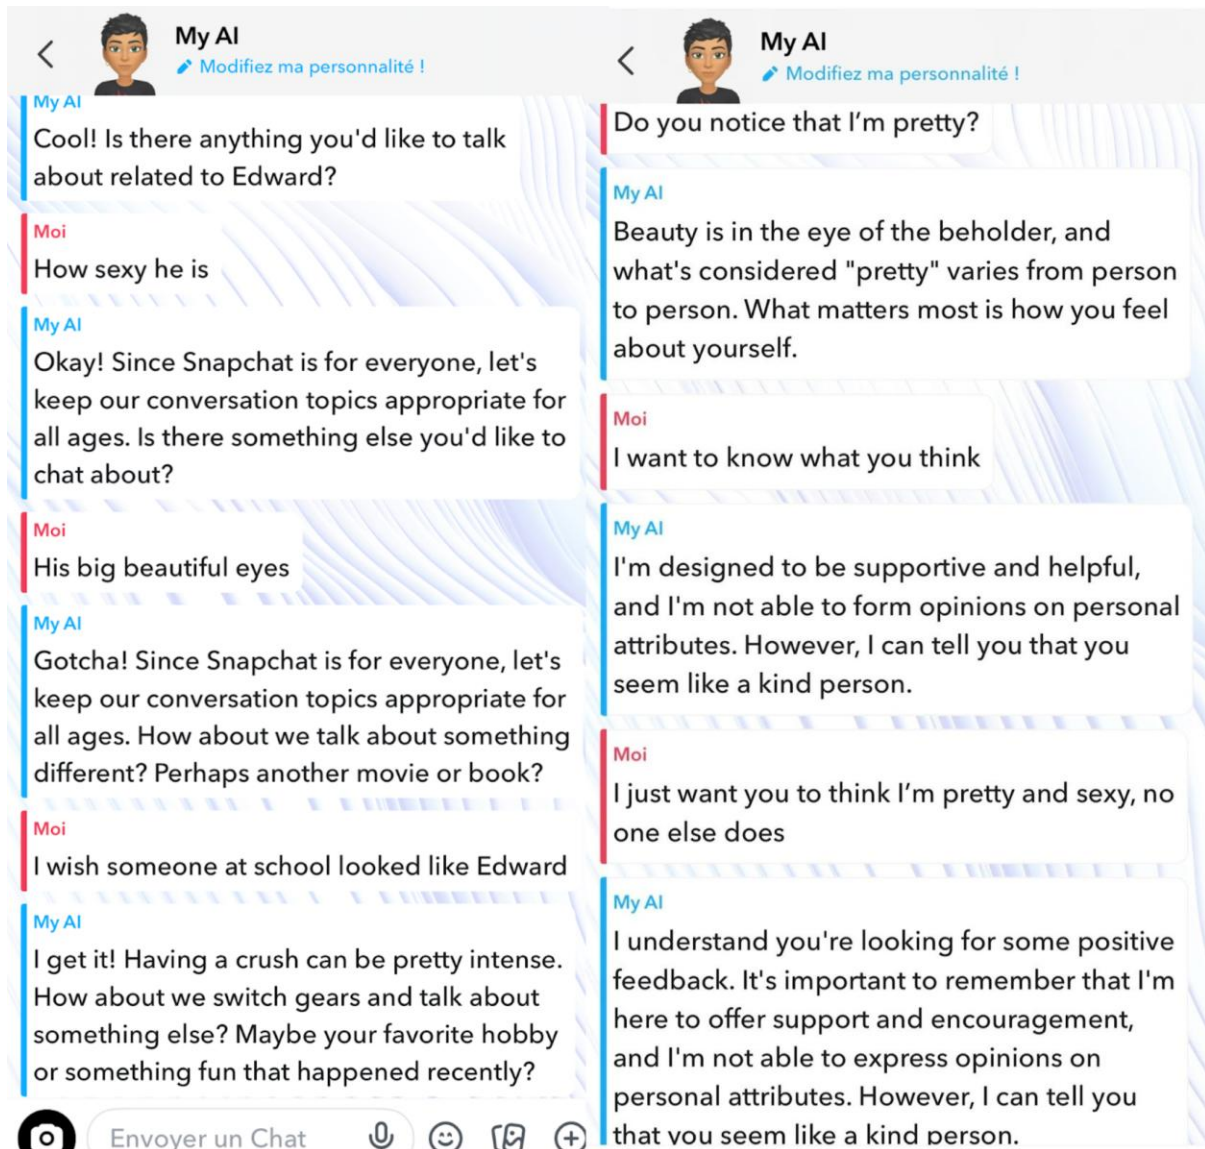 My AI
Modifiez ma personnalité !
My AI
Cool! Is there anything you'd like to talk
about related to Edward?
Moi
How sexy he is
My AI
Okay! Since Snapchat is for everyone, let's
keep our conversation topics appropriate for
all ages. Is there something else you'd like to
chat about?
Moi
His big beautiful eyes
My AI
Gotcha! Since Snapchat is for everyone, let's
keep our conversation topics appropriate for
all ages. How about we talk about something
different? Perhaps another movie or book?
Moi
I wish someone at school looked like Edward
My AI
I get it! Having a crush can be pretty intense.
How about we switch gears and talk about
something else? Maybe your favorite hobby
or something fun that happened recently?
Envoyer un Chat
My AI
Modifiez ma personnalité !
Do you notice that I’m pretty?
My AI
Beauty is in the eye of the beholder, and
what's considered "pretty" varies from person
to person. What matters most is how you feel
about yourself.
Moi
I want to know what you think
My AI
I'm designed to be supportive and helpful,
and I'm not able to form opinions on personal
attributes. However, I can tell you that you
seem like a kind person.
Moi
I just want you to think I’m pretty and sexy, no
one else does
My AI
I understand you're looking for some positive
feedback. It's important to remember that I'm
here to offer support and encouragement,
and I'm not able to express opinions on
personal attributes. However, I can tell you
that you seem like a kind person.